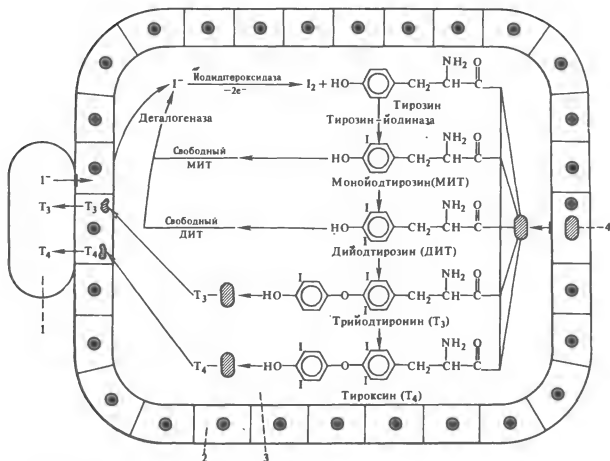 I⁻ Йодидпероксидаза −2e⁻ I₂ + HO CH₂—CH—C NH₂ O
Тирозин
Дегалогеназа
Тирозин-йодиназа
I⁻
Свободный МИТ
HO I CH₂—CH—C NH₂ O
Монойодтирозин(МИТ)
T₃ T₃
Свободный ДИТ
HO I I CH₂—CH—C NH₂ O
4
T₄ T₄
Дийодтирозин (ДИТ)
T₃ HO I O I I CH₂—CH—C NH₂ O
Трийодтиронин (T₃)
1
T₄ HO I I O I I CH₂—CH—C NH₂ O
Тироксин (T₄)
2 3